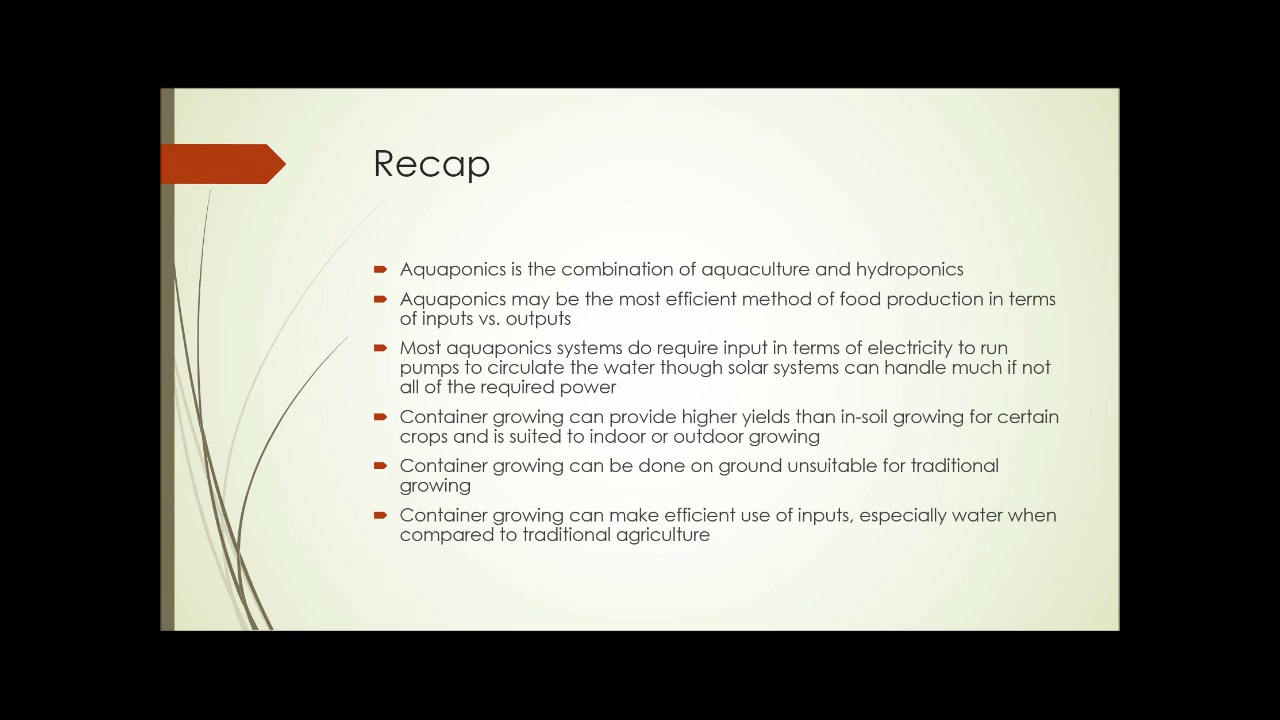 Recap
Aquaponics is the combination of aquaculture and hydroponics
Aquaponics may be the most efficient method of food production in terms
of inputs vs. outputs
Most aquaponics systems do require input in terms of electricity to run
pumps to circulate the water though solar systems can handle much if not
all of the required power
Container growing can provide higher yields than in-soil growing for certain
crops and is suited to indoor or outdoor growing
Container growing can be done on ground unsuitable for traditional
growing
Container growing can make efficient use of inputs, especially water when
compared to traditional agriculture